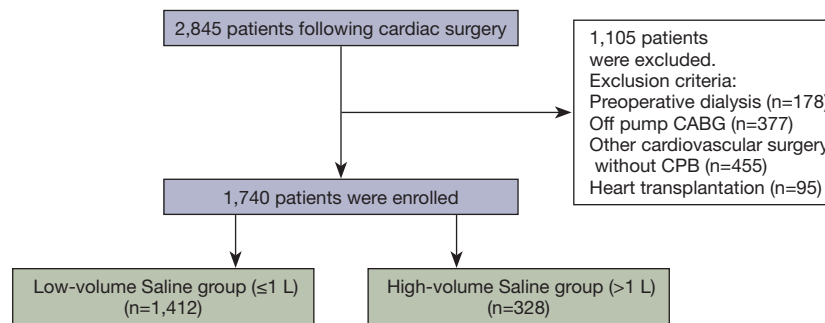 2,845 patients following cardiac surgery
1,105 patients
were excluded.
Exclusion criteria:
Preoperative dialysis (n=178)
Off pump CABG (n=377)
Other cardiovascular surgery
without CPB (n=455)
Heart transplantation (n=95)
1,740 patients were enrolled
Low-volume Saline group (≤1 L)
(n=1,412)
High-volume Saline group (>1 L)
(n=328)